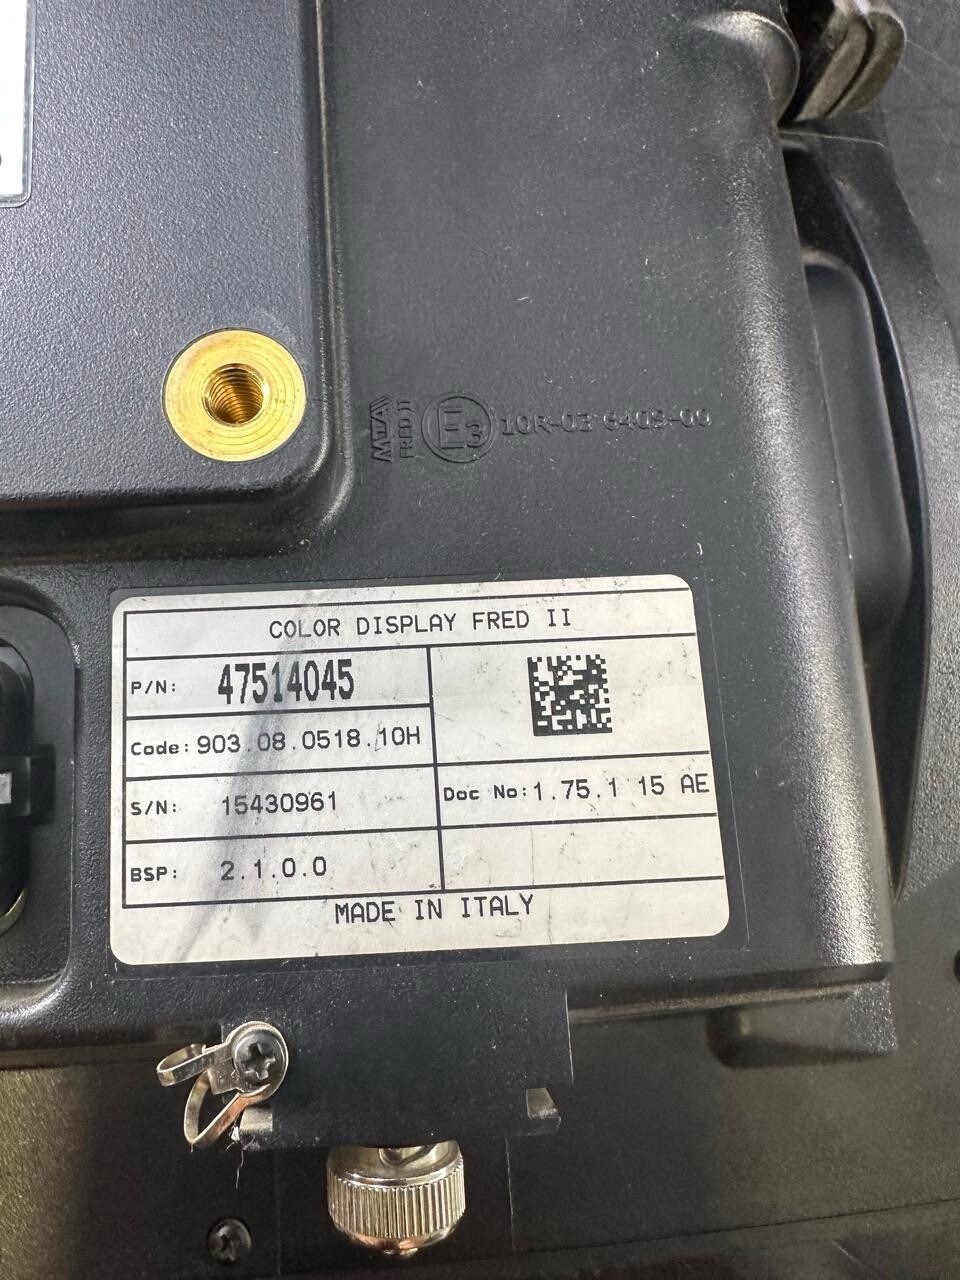 MTA
FRED II
E3
10R-03 6409-00
COLOR DISPLAY FRED II
P/N: 47514045
Code: 903.08.0518.10H
S/N: 15430961
Doc No: 1.75.1 15 AE
BSP: 2.1.0.0
MADE IN ITALY